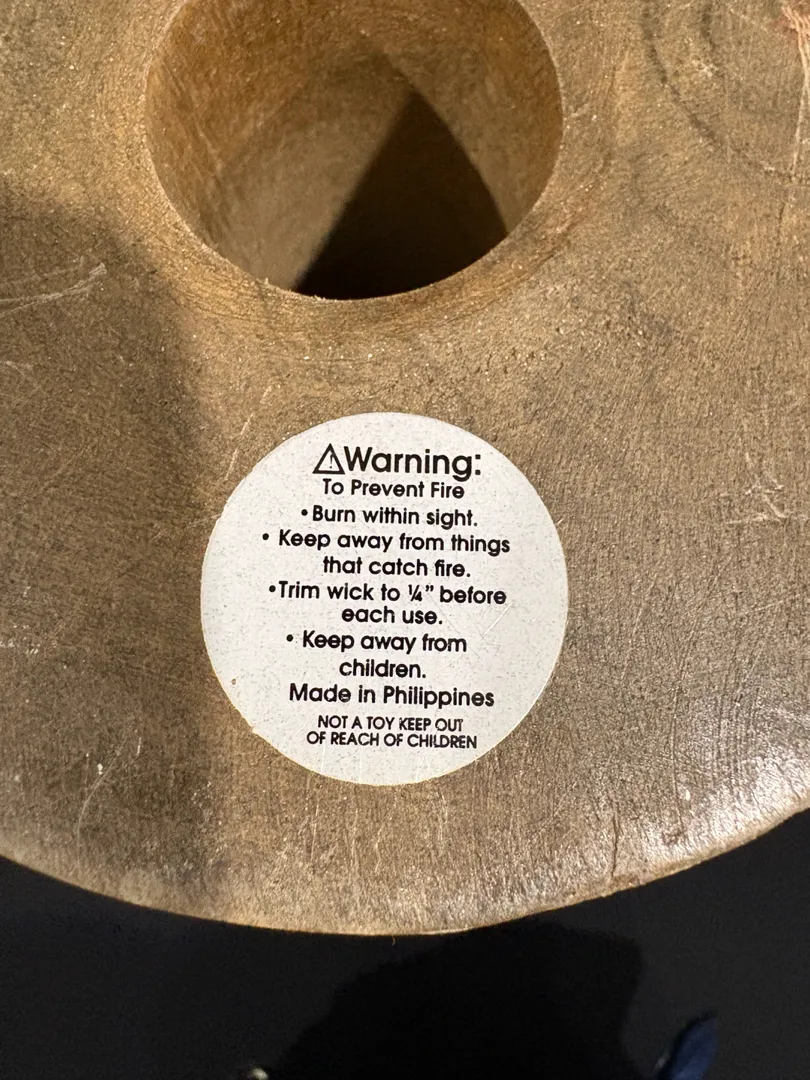 ⚠Warning:
To Prevent Fire
• Burn within sight.
• Keep away from things
that catch fire.
• Trim wick to ¼” before
each use.
• Keep away from
children.
Made in Philippines
NOT A TOY KEEP OUT
OF REACH OF CHILDREN